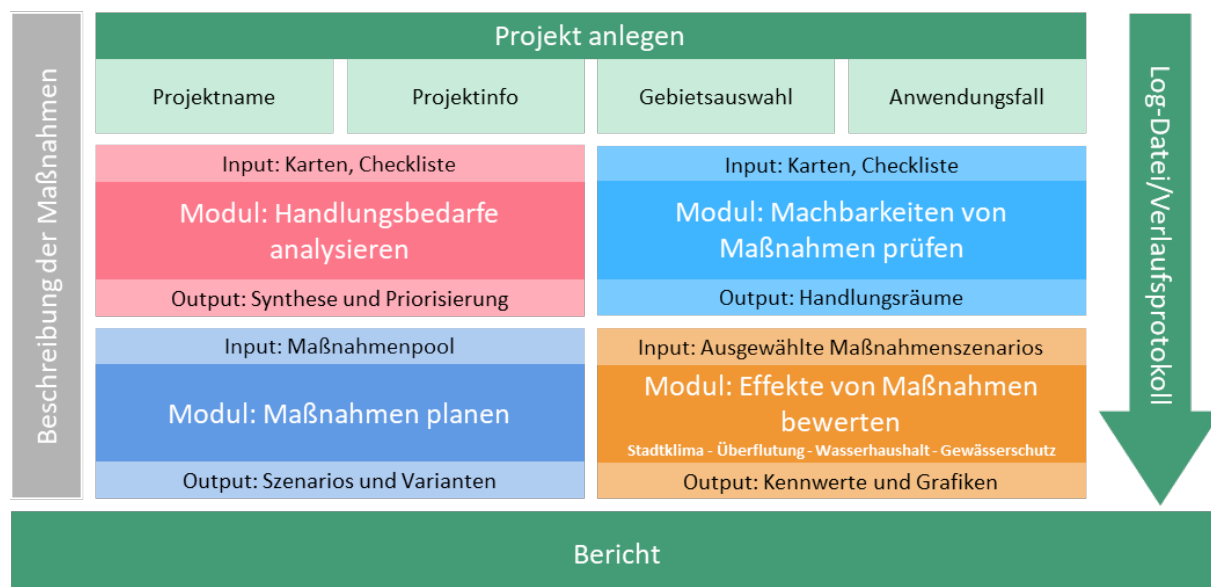 Beschreibung der Maßnahmen
Projekt anlegen
Projektname
Projektinfo
Gebietsauswahl
Anwendungsfall
Input: Karten, Checkliste
Modul: Handlungsbedarfe
analysieren
Output: Synthese und Priorisierung
Input: Karten, Checkliste
Modul: Machbarkeiten von
Maßnahmen prüfen
Output: Handlungsräume
Input: Maßnahmenpool
Modul: Maßnahmen planen
Output: Szenarios und Varianten
Input: Ausgewählte Maßnahmenszenarios
Modul: Effekte von Maßnahmen
bewerten
Stadtklima - Überflutung - Wasserhaushalt - Gewässerschutz
Output: Kennwerte und Grafiken
Log-Datei/Verlaufsprotokoll
Bericht